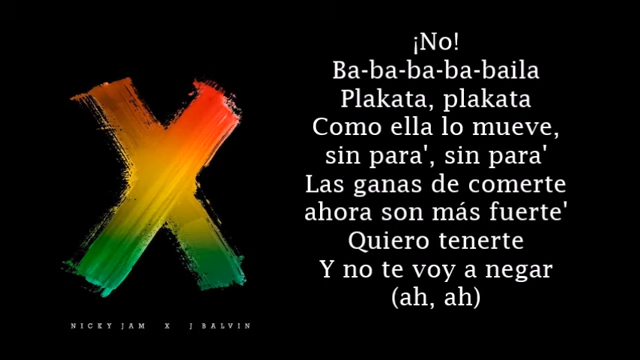 ¡No!
Ba-ba-ba-ba-baila
Plakata, plakata
Como ella lo mueve,
sin para', sin para'
Las ganas de comerte
ahora son más fuerte'
Quiero tenerte
Y no te voy a negar
(ah, ah)
X
NICKY JAM X J BALVIN